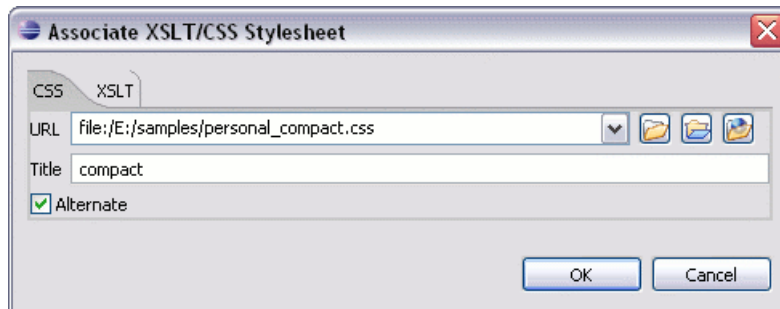 Associate XSLT/CSS Stylesheet
CSS XSLT
URL file:/E:/samples/personal_compact.css
Title compact
Alternate
OK Cancel